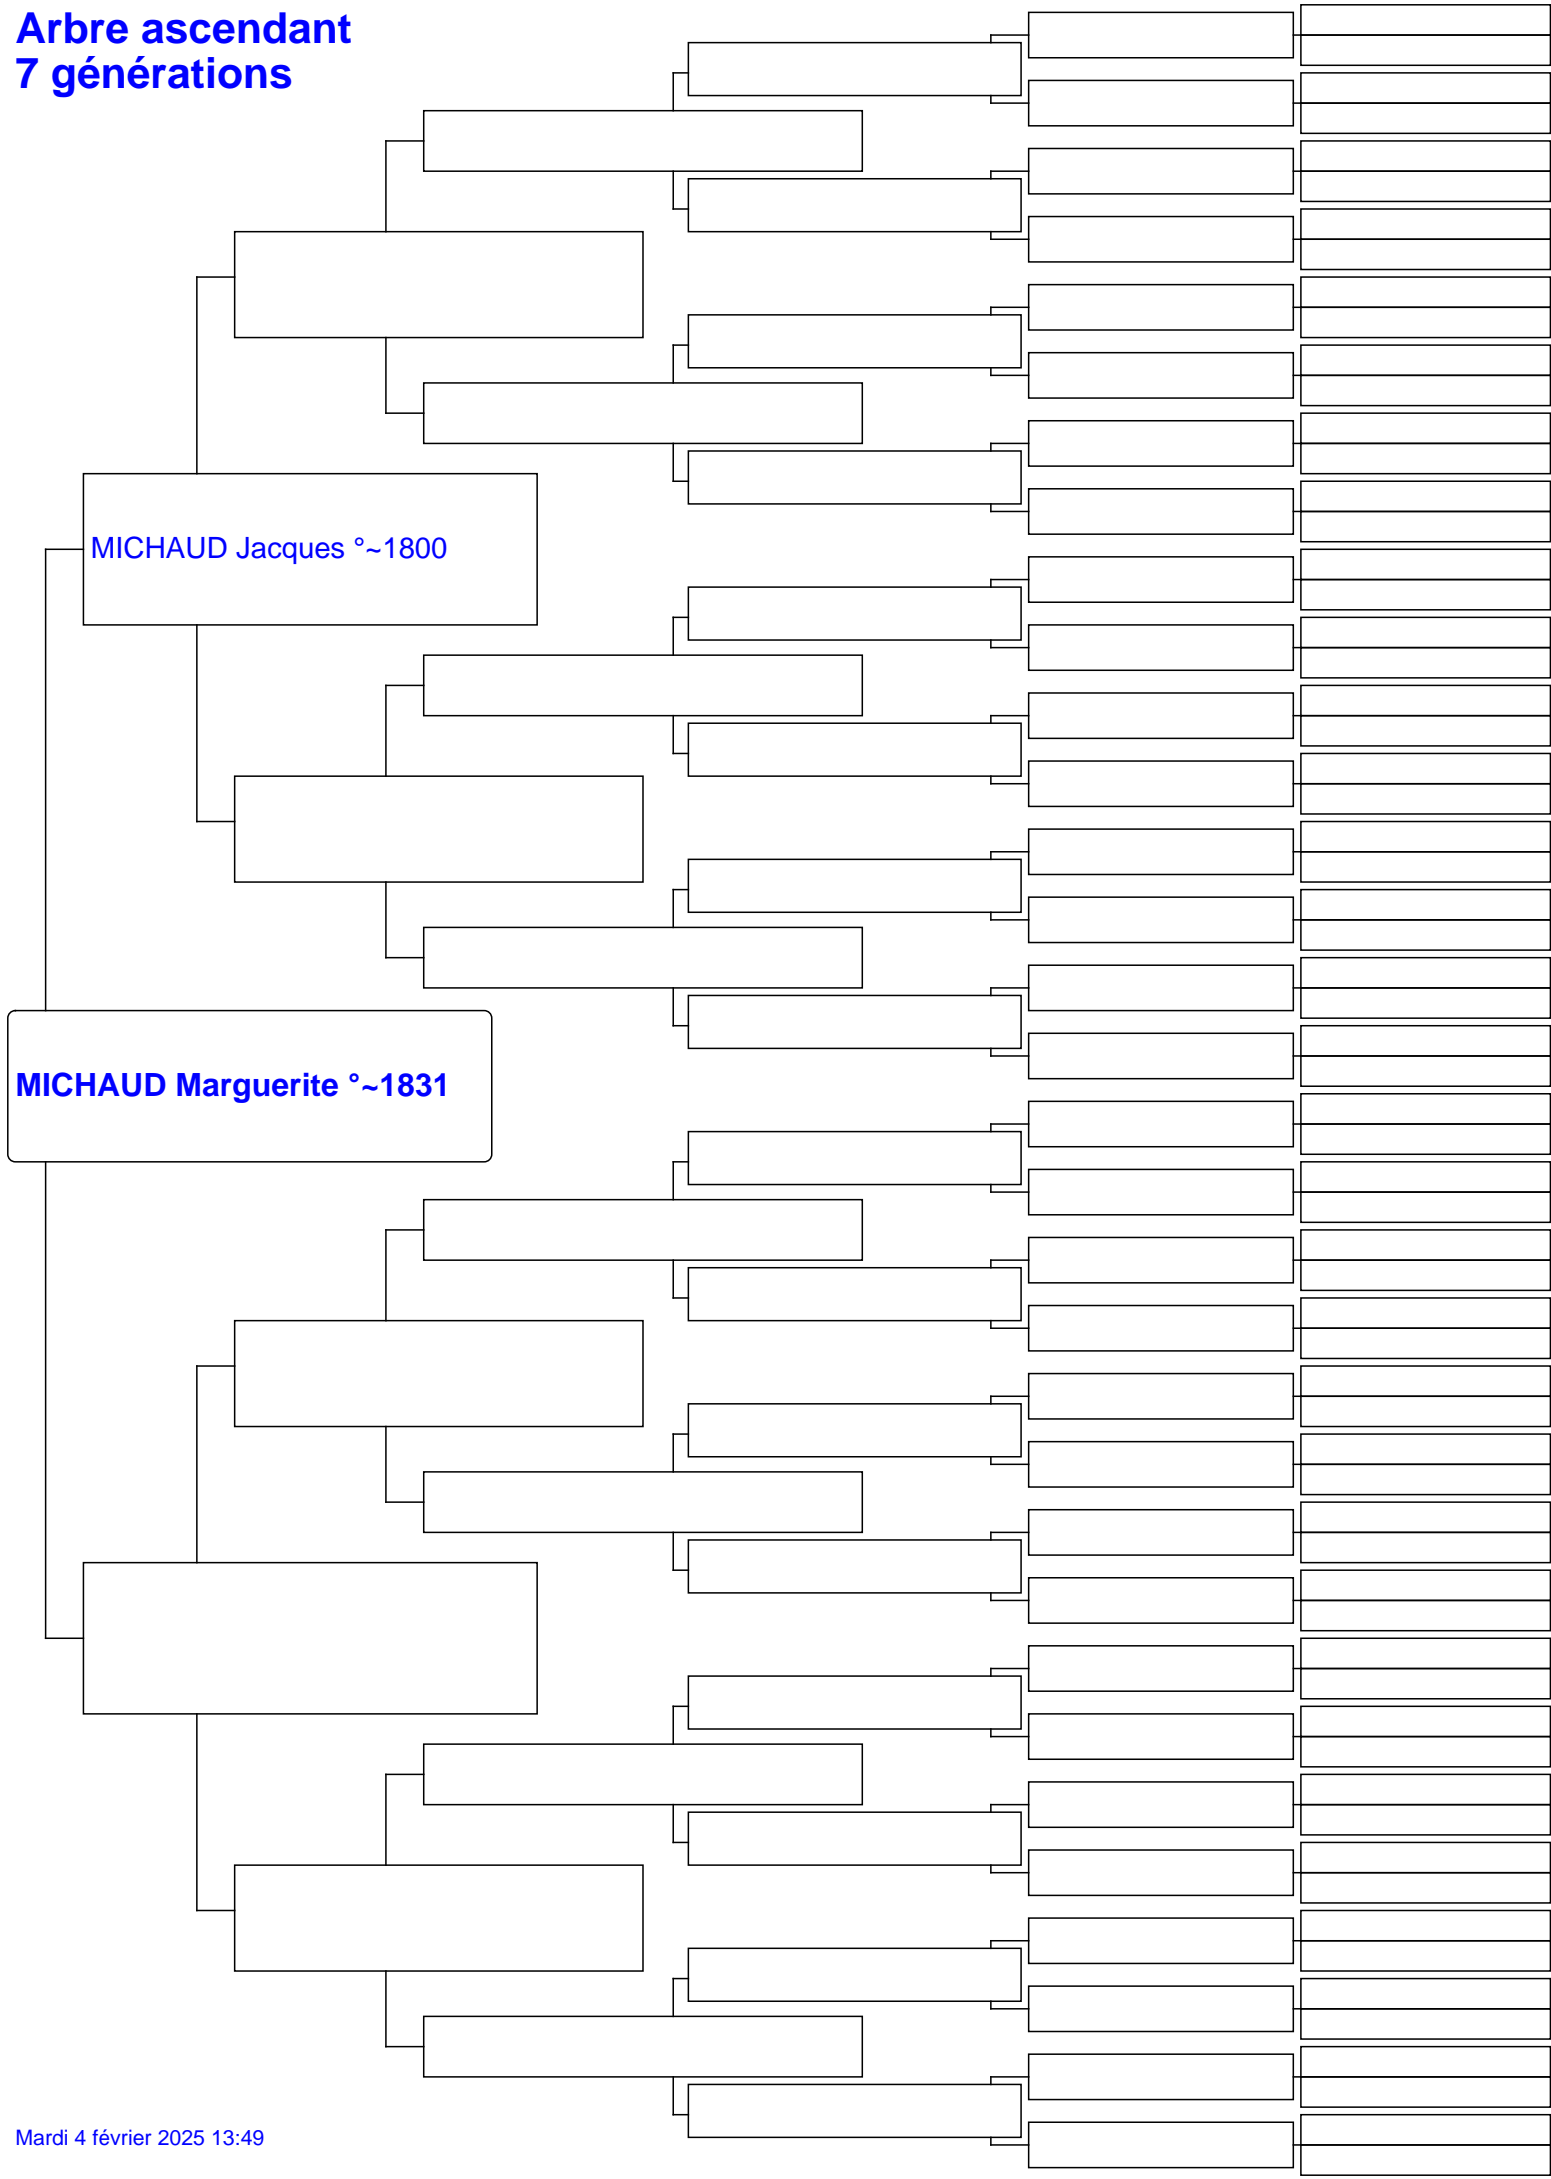 Arbre ascendant
7 générations
MICHAUD Jacques °~1800
MICHAUD Marguerite °~1831
Mardi 4 février 2025 13:49